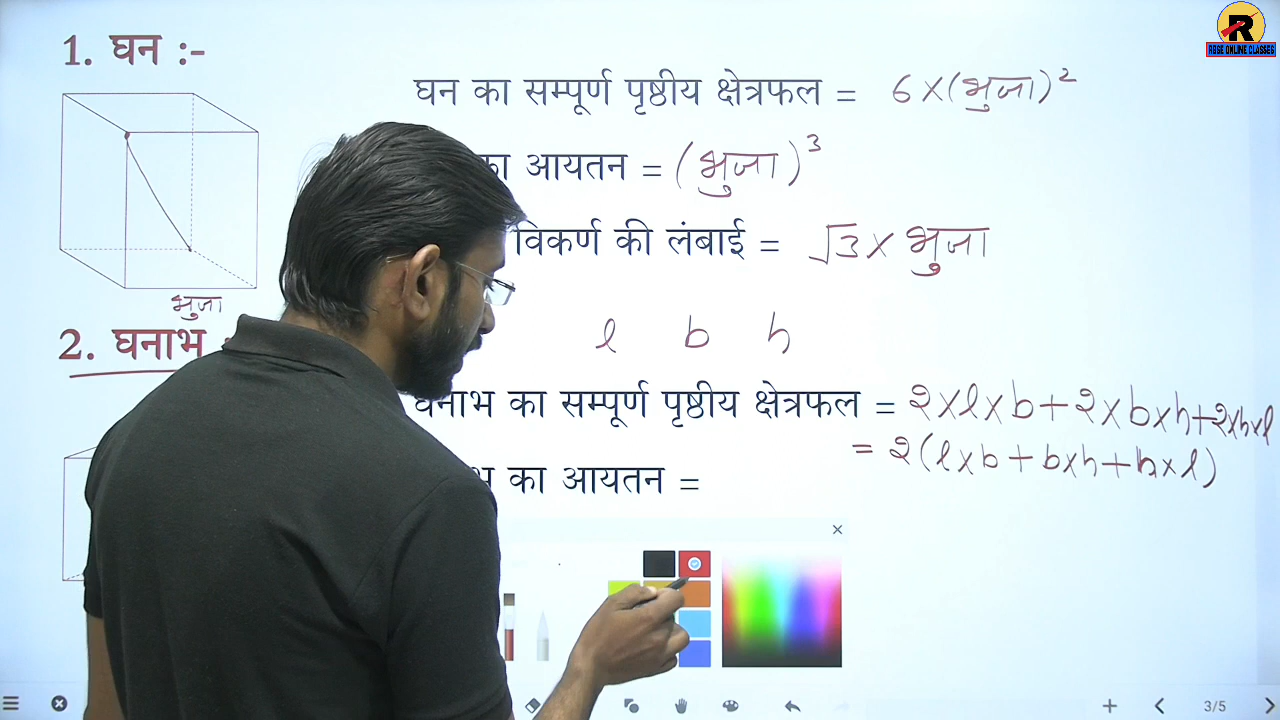 RBSE ONLINE CLASSES
1. घन :-
घन का सम्पूर्ण पृष्ठीय क्षेत्रफल = 6 × (भुजा)²
का आयतन = (भुजा)³
विकर्ण की लंबाई = √3 × भुजा
भुजा
2. घनाभ :
l b h
घनाभ का सम्पूर्ण पृष्ठीय क्षेत्रफल = 2×l×b + 2×b×h + 2×h×l
= 2(l×b + b×h + h×l)
का आयतन =
3/5